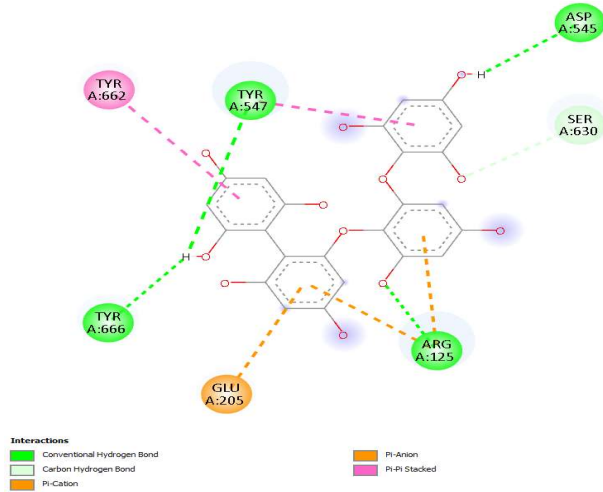 ASP
A:545
TYR
A:662
TYR
A:547
SER
A:630
O H
O
O
O
O
O
O
O
O
O
H O
O
O
O
TYR
A:666
ARG
A:125
GLU
A:205
Interactions
Conventional Hydrogen Bond
Carbon Hydrogen Bond
Pi-Cation
Pi-Anion
Pi-Pi Stacked